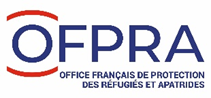 OFPRA
OFFICE FRANÇAIS DE PROTECTION
DES RÉFUGIÉS ET APATRIDES